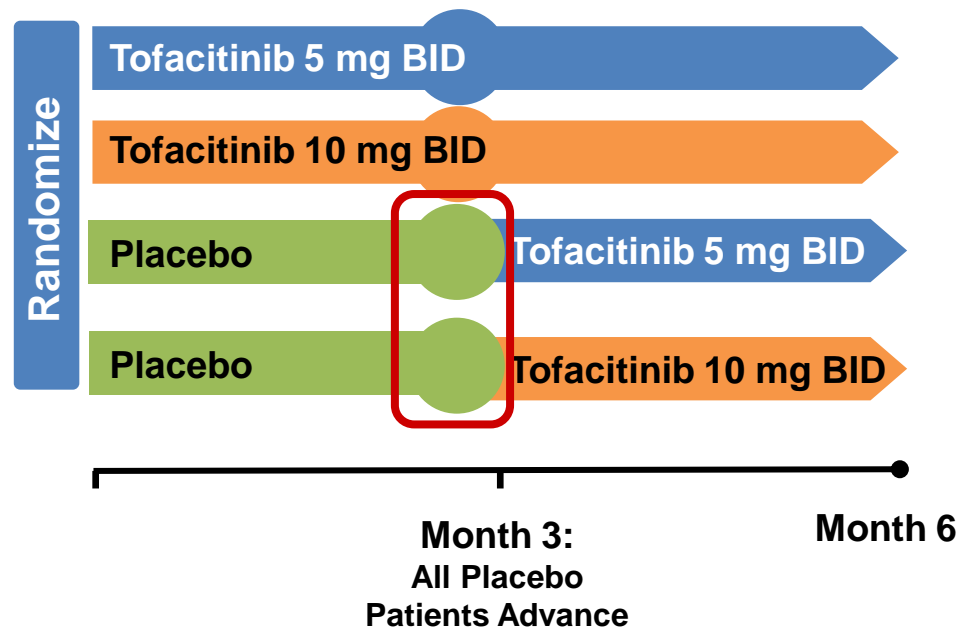 Randomize
Tofacitinib 5 mg BID
Tofacitinib 10 mg BID
Placebo
Tofacitinib 5 mg BID
Placebo
Tofacitinib 10 mg BID
Month 3:
All Placebo
Patients Advance
Month 6